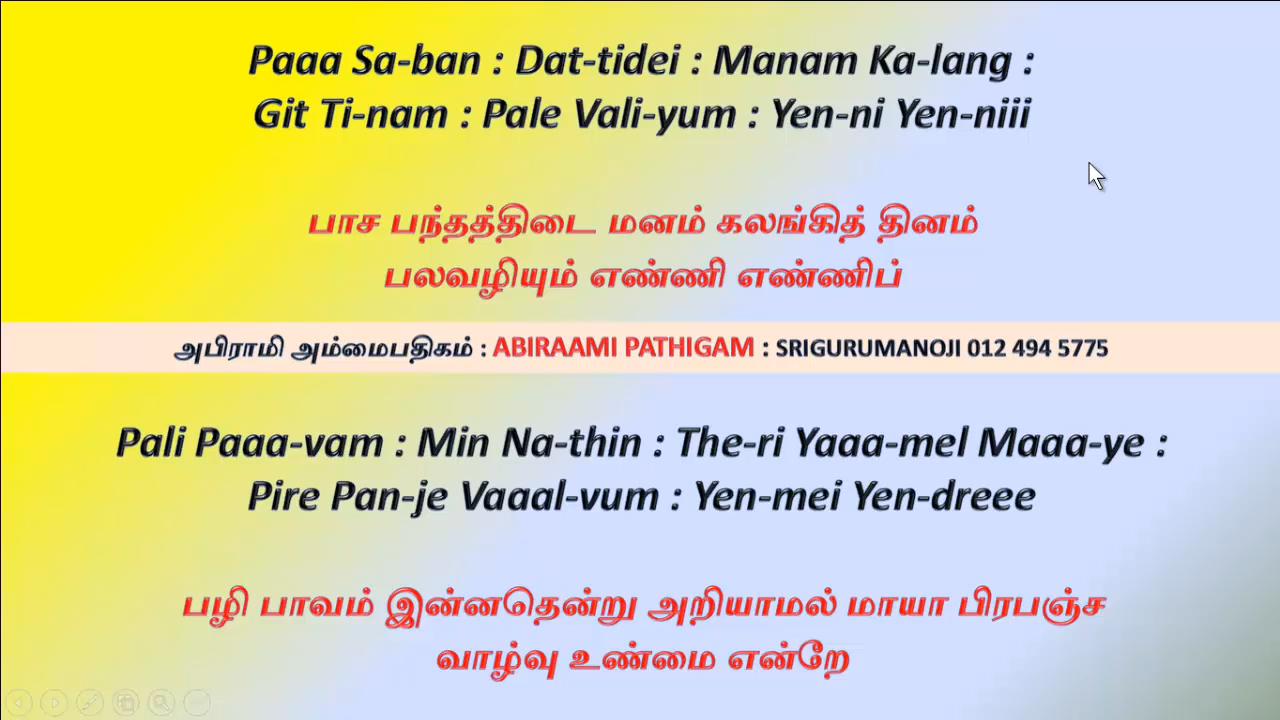 Paaa Sa-ban : Dat-tidei : Manam Ka-lang :
Git Ti-nam : Pale Vali-yum : Yen-ni Yen-niii
பாச பந்தத்திடை மனம் கலங்கித் தினம்
பலவழியும் எண்ணி எண்ணிப்
அபிராமி அம்மைபதிகம் : ABIRAAMI PATHIGAM : SRIGURUMANOJI 012 494 5775
Pali Paaa-vam : Min Na-thin : The-ri Yaaa-mel Maaa-ye :
Pire Pan-je Vaaal-vum : Yen-mei Yen-dreee
பழி பாவம் இன்னதென்று அறியாமல் மாயா பிரபஞ்ச
வாழ்வு உண்மை என்றே